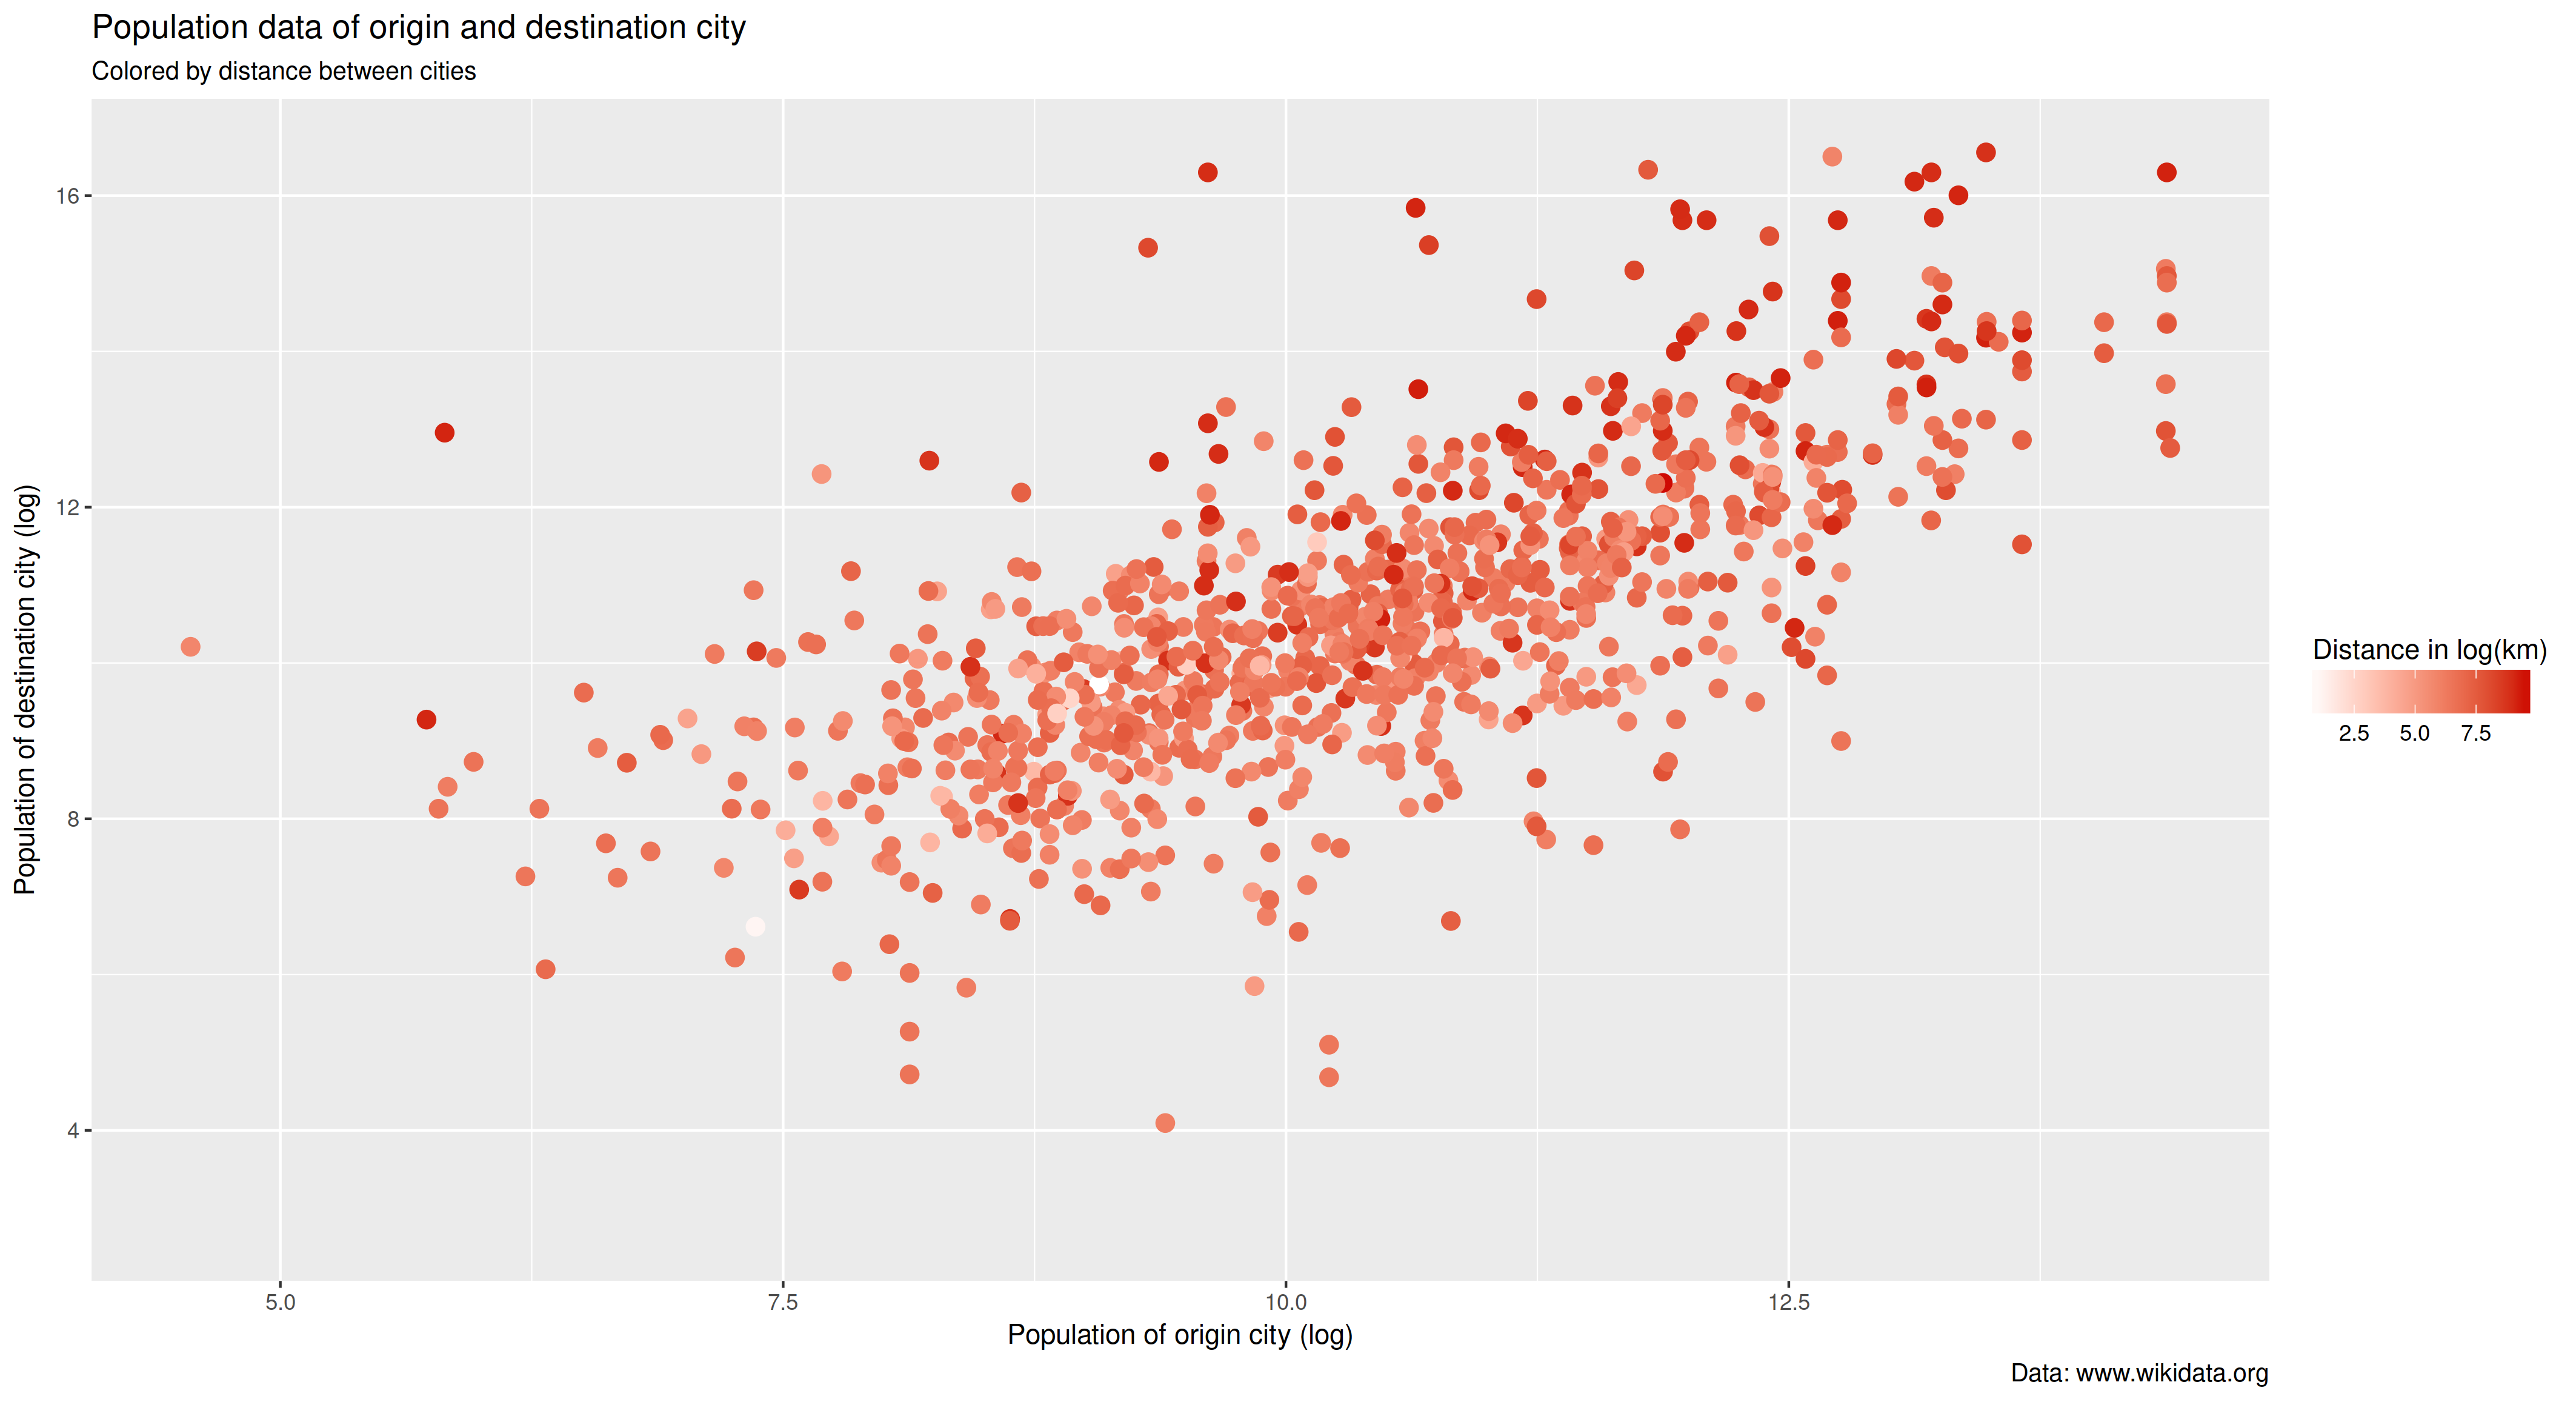 Population data of origin and destination city
Colored by distance between cities
Population of destination city (log)
16
12
8
4
5.0 7.5 10.0 12.5
Population of origin city (log)
Distance in log(km)
2.5 5.0 7.5
Data: www.wikidata.org